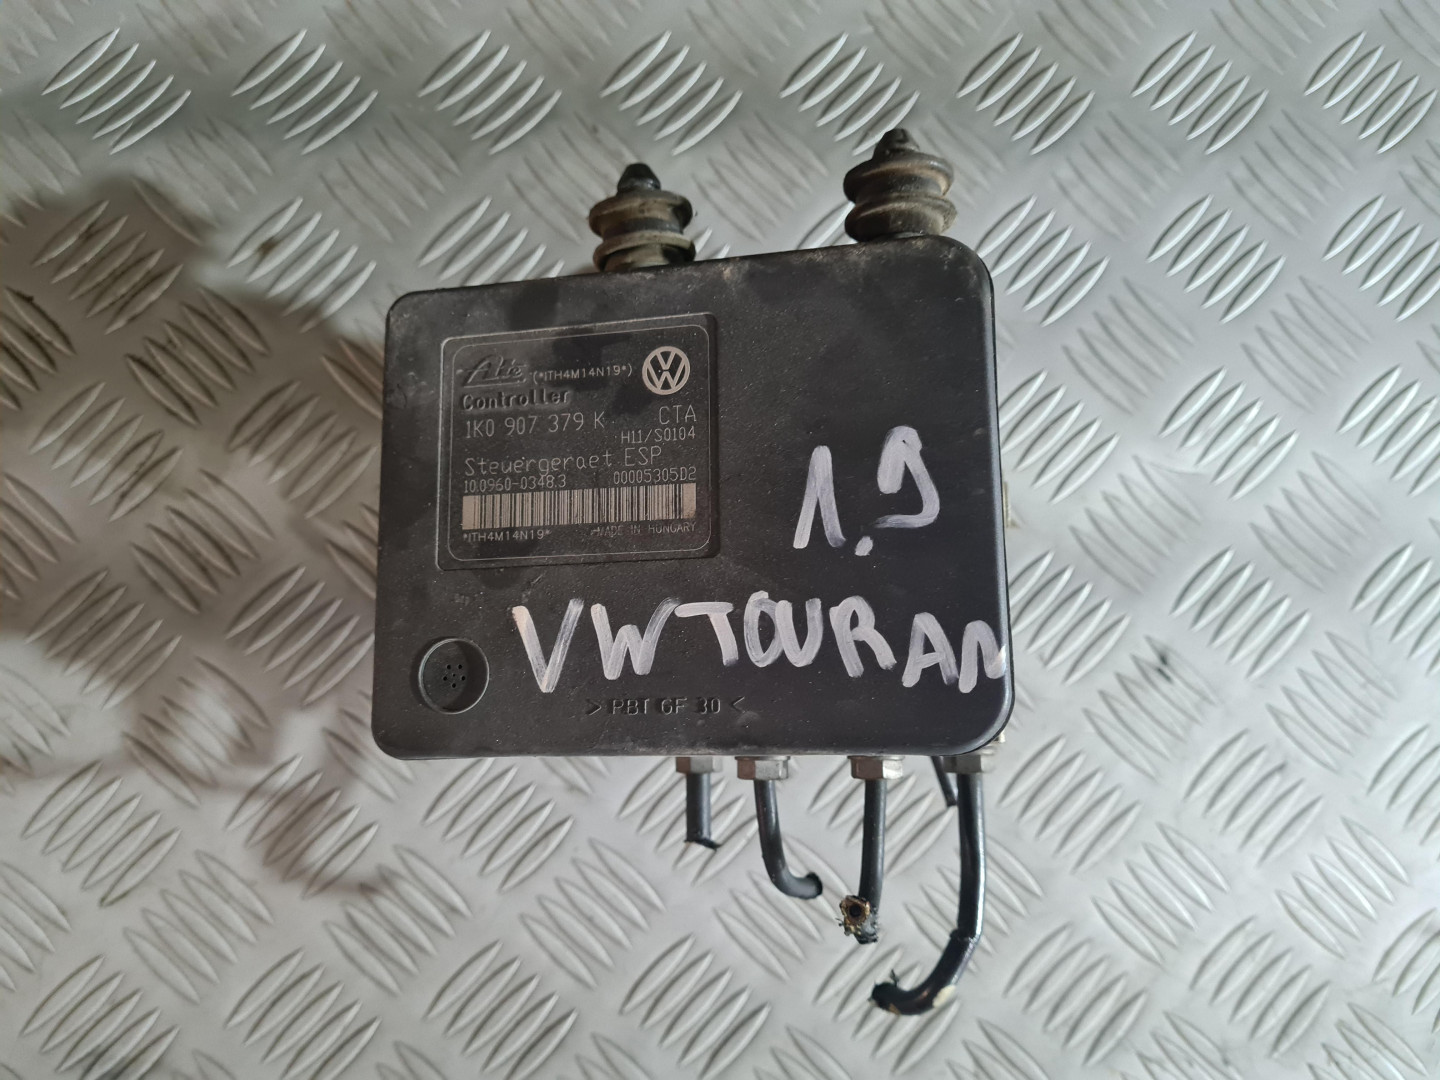 Ate (*ITH4M14N19*)
Controller
1K0 907 379 K CTA
H11/S0104
Steuergeraet ESP
10.0960-0348.3 00005305D2
*ITH4M14N19* MADE IN HUNGARY
1.9
VW TOURAN
> PBT GF 30 <